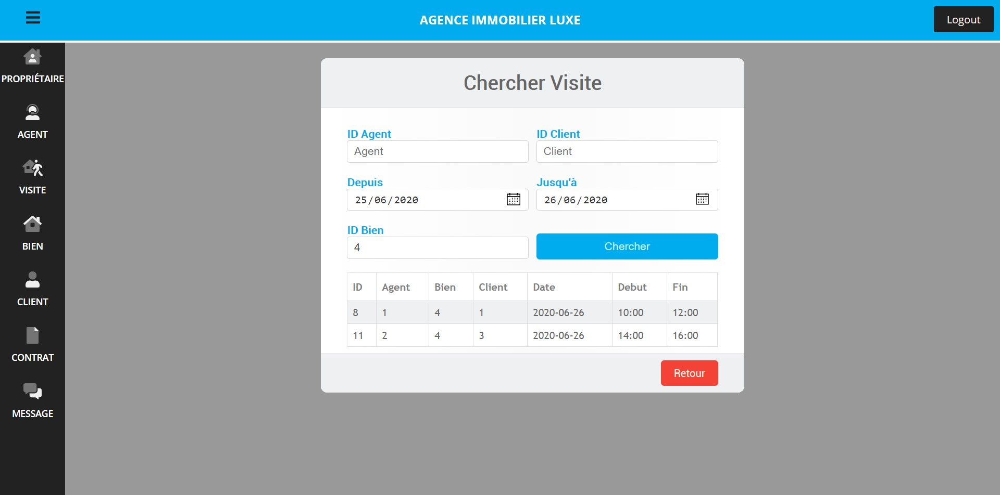 AGENCE IMMOBILIER LUXE
Logout
PROPRIÉTAIRE
AGENT
VISITE
BIEN
CLIENT
CONTRAT
MESSAGE
Chercher Visite
ID Agent ID Client
Agent Client
Depuis Jusqu'à
25/06/2020 26/06/2020
ID Bien
4 Chercher
ID Agent Bien Client Date Debut Fin
8 1 4 1 2020-06-26 10:00 12:00
11 2 4 3 2020-06-26 14:00 16:00
Retour